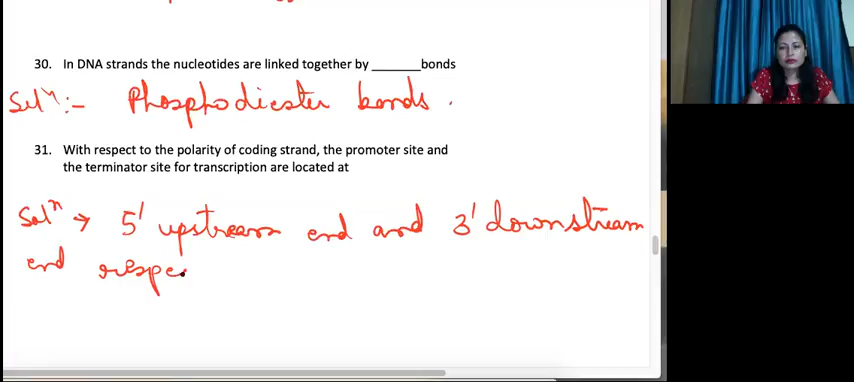 30. In DNA strands the nucleotides are linked together by ______bonds
Solⁿ:- Phosphodiester bonds.
31. With respect to the polarity of coding strand, the promoter site and
the terminator site for transcription are located at
Solⁿ → 5' upstream end and 3' downstream
end respe